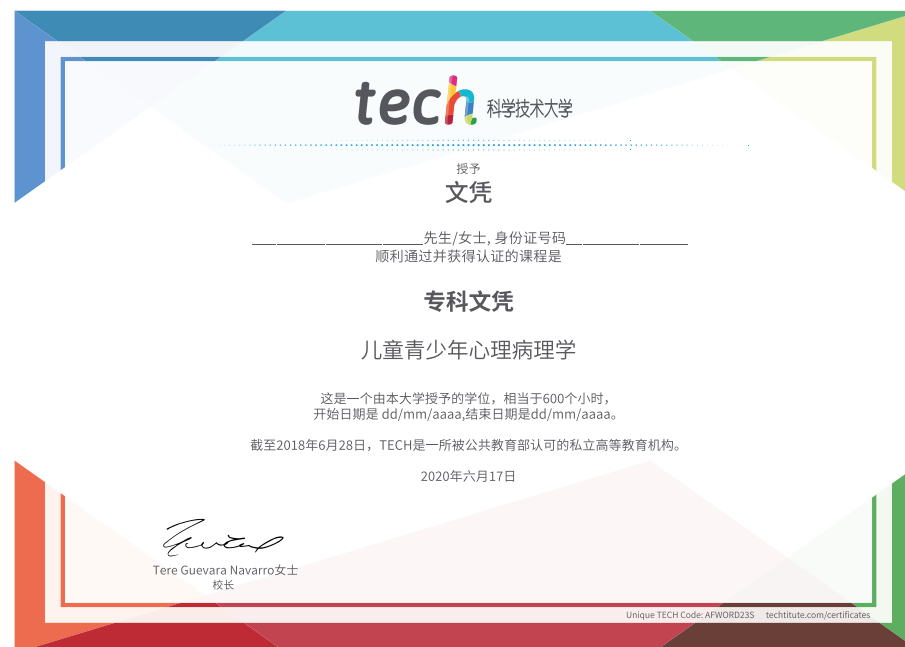 tech 科学技术大学
授予
文凭
____________________先生/女士, 身份证号码______________
顺利通过并获得认证的课程是
专科文凭
儿童青少年心理病理学
这是一个由本大学授予的学位，相当于600个小时，
开始日期是 dd/mm/aaaa,结束日期是dd/mm/aaaa。
截至2018年6月28日，TECH是一所被公共教育部认可的私立高等教育机构。
2020年六月17日
Tere Guevara Navarro女士
校长
Unique TECH Code: AFWORD23S techtitute.com/certificates